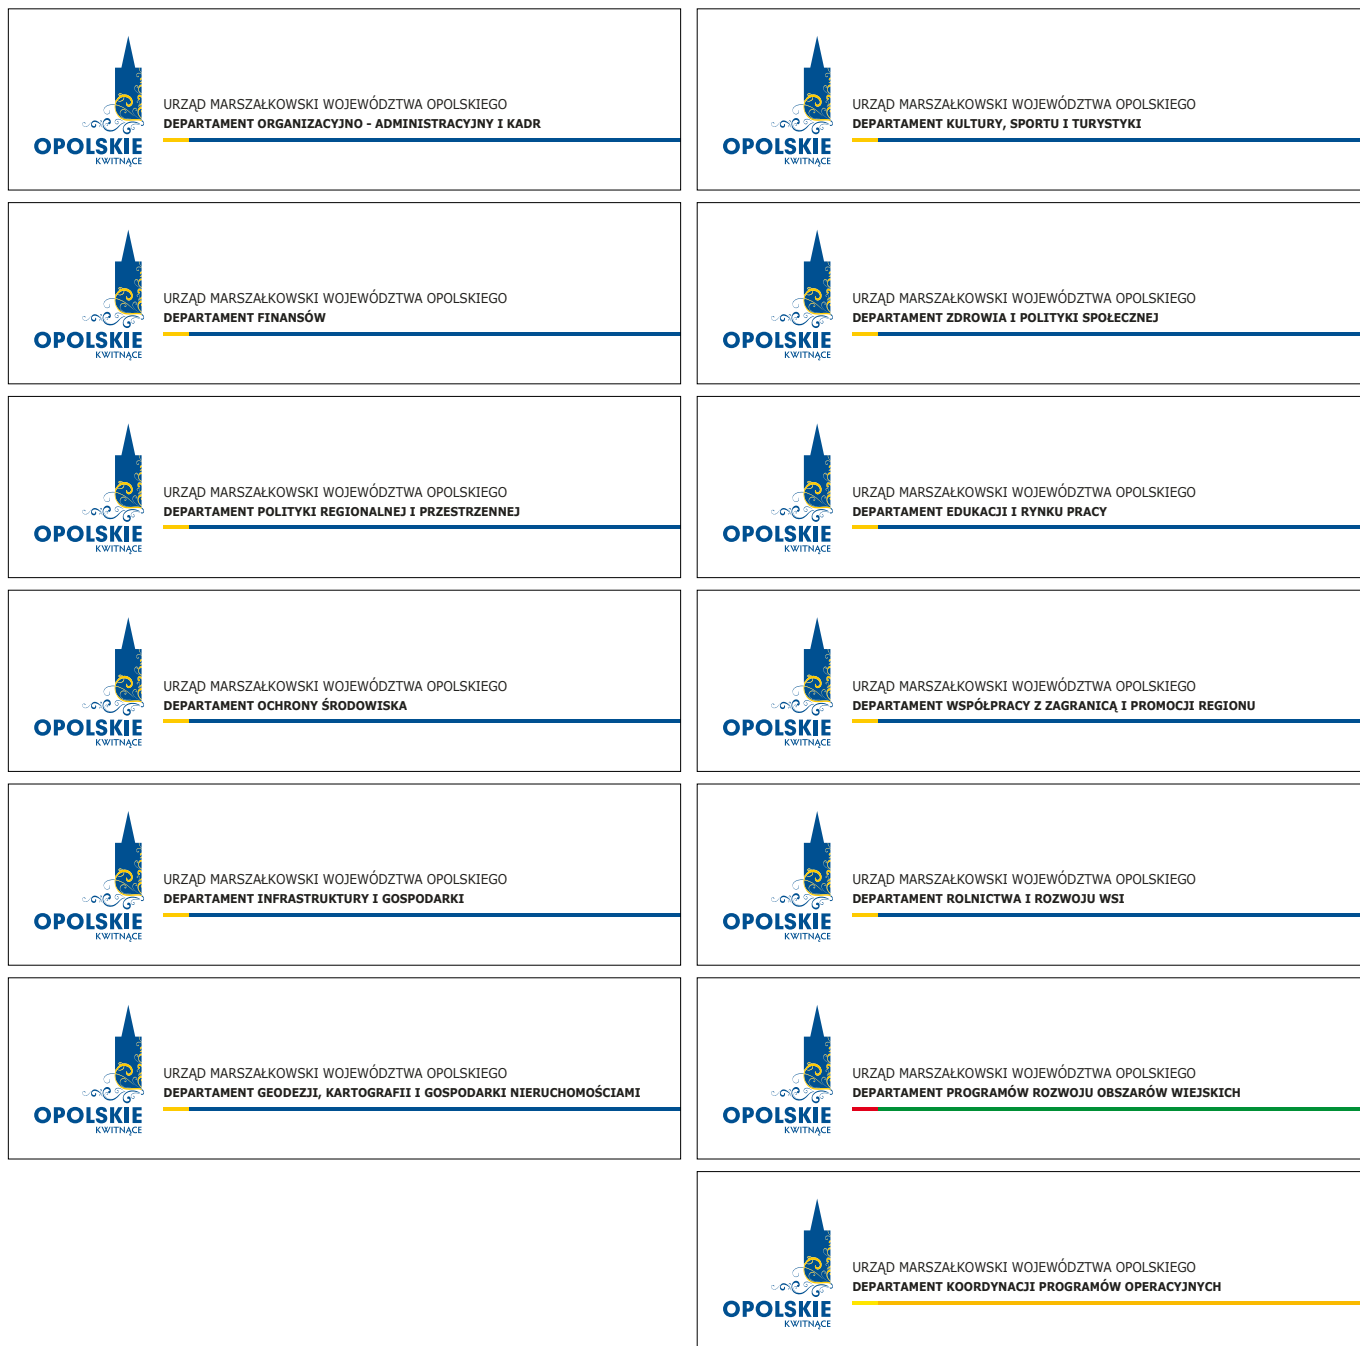 OPOLSKIE
KWITNĄCE
URZĄD MARSZAŁKOWSKI WOJEWÓDZTWA OPOLSKIEGO
DEPARTAMENT ORGANIZACYJNO - ADMINISTRACYJNY I KADR
OPOLSKIE
KWITNĄCE
URZĄD MARSZAŁKOWSKI WOJEWÓDZTWA OPOLSKIEGO
DEPARTAMENT KULTURY, SPORTU I TURYSTYKI
OPOLSKIE
KWITNĄCE
URZĄD MARSZAŁKOWSKI WOJEWÓDZTWA OPOLSKIEGO
DEPARTAMENT FINANSÓW
OPOLSKIE
KWITNĄCE
URZĄD MARSZAŁKOWSKI WOJEWÓDZTWA OPOLSKIEGO
DEPARTAMENT ZDROWIA I POLITYKI SPOŁECZNEJ
OPOLSKIE
KWITNĄCE
URZĄD MARSZAŁKOWSKI WOJEWÓDZTWA OPOLSKIEGO
DEPARTAMENT POLITYKI REGIONALNEJ I PRZESTRZENNEJ
OPOLSKIE
KWITNĄCE
URZĄD MARSZAŁKOWSKI WOJEWÓDZTWA OPOLSKIEGO
DEPARTAMENT EDUKACJI I RYNKU PRACY
OPOLSKIE
KWITNĄCE
URZĄD MARSZAŁKOWSKI WOJEWÓDZTWA OPOLSKIEGO
DEPARTAMENT OCHRONY ŚRODOWISKA
OPOLSKIE
KWITNĄCE
URZĄD MARSZAŁKOWSKI WOJEWÓDZTWA OPOLSKIEGO
DEPARTAMENT WSPÓŁPRACY Z ZAGRANICĄ I PROMOCJI REGIONU
OPOLSKIE
KWITNĄCE
URZĄD MARSZAŁKOWSKI WOJEWÓDZTWA OPOLSKIEGO
DEPARTAMENT INFRASTRUKTURY I GOSPODARKI
OPOLSKIE
KWITNĄCE
URZĄD MARSZAŁKOWSKI WOJEWÓDZTWA OPOLSKIEGO
DEPARTAMENT ROLNICTWA I ROZWOJU WSI
OPOLSKIE
KWITNĄCE
URZĄD MARSZAŁKOWSKI WOJEWÓDZTWA OPOLSKIEGO
DEPARTAMENT GEODEZJI, KARTOGRAFII I GOSPODARKI NIERUCHOMOŚCIAMI
OPOLSKIE
KWITNĄCE
URZĄD MARSZAŁKOWSKI WOJEWÓDZTWA OPOLSKIEGO
DEPARTAMENT PROGRAMÓW ROZWOJU OBSZARÓW WIEJSKICH
OPOLSKIE
KWITNĄCE
URZĄD MARSZAŁKOWSKI WOJEWÓDZTWA OPOLSKIEGO
DEPARTAMENT KOORDYNACJI PROGRAMÓW OPERACYJNYCH